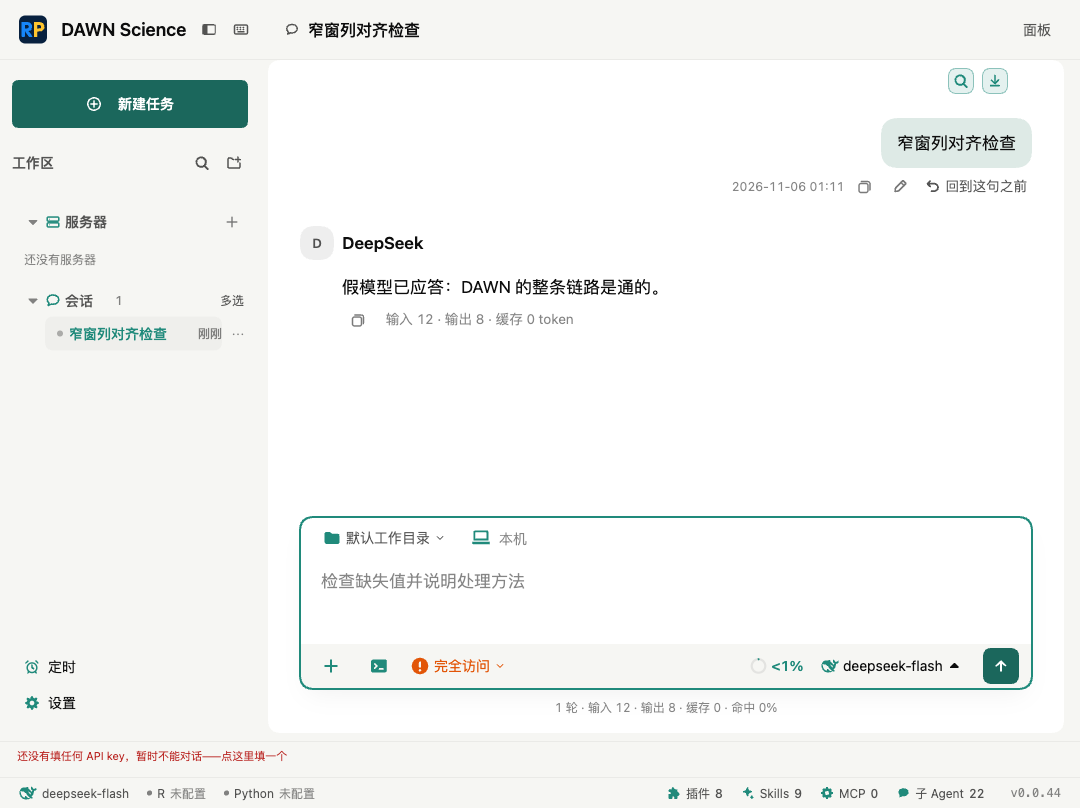 RP DAWN Science
窄窗列对齐检查
面板
新建任务
工作区
服务器
还没有服务器
会话 1 多选
窄窗列对齐检查 刚刚 ...
定时
设置
窄窗列对齐检查
2026-11-06 01:11 回到这句之前
D DeepSeek
假模型已应答：DAWN 的整条链路是通的。
输入 12 · 输出 8 · 缓存 0 token
默认工作目录 本机
检查缺失值并说明处理方法
完全访问 <1% deepseek-flash
1 轮 · 输入 12 · 输出 8 · 缓存 0 · 命中 0%
还没有填任何 API key，暂时不能对话——点这里填一个
deepseek-flash R 未配置 Python 未配置 插件 8 Skills 9 MCP 0 子 Agent 22 v0.0.44